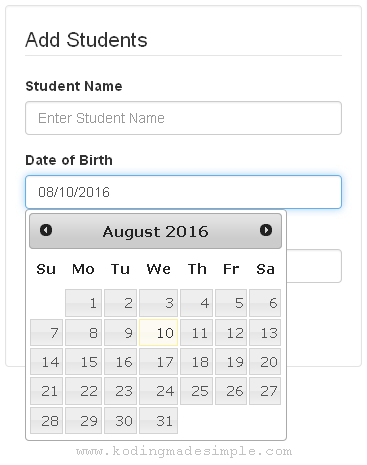 Add Students
Student Name
Enter Student Name
Date of Birth
08/10/2016
August 2016
Su Mo Tu We Th Fr Sa
1 2 3 4 5 6
7 8 9 10 11 12 13
14 15 16 17 18 19 20
21 22 23 24 25 26 27
28 29 30 31
www.kodingmadesimple.com